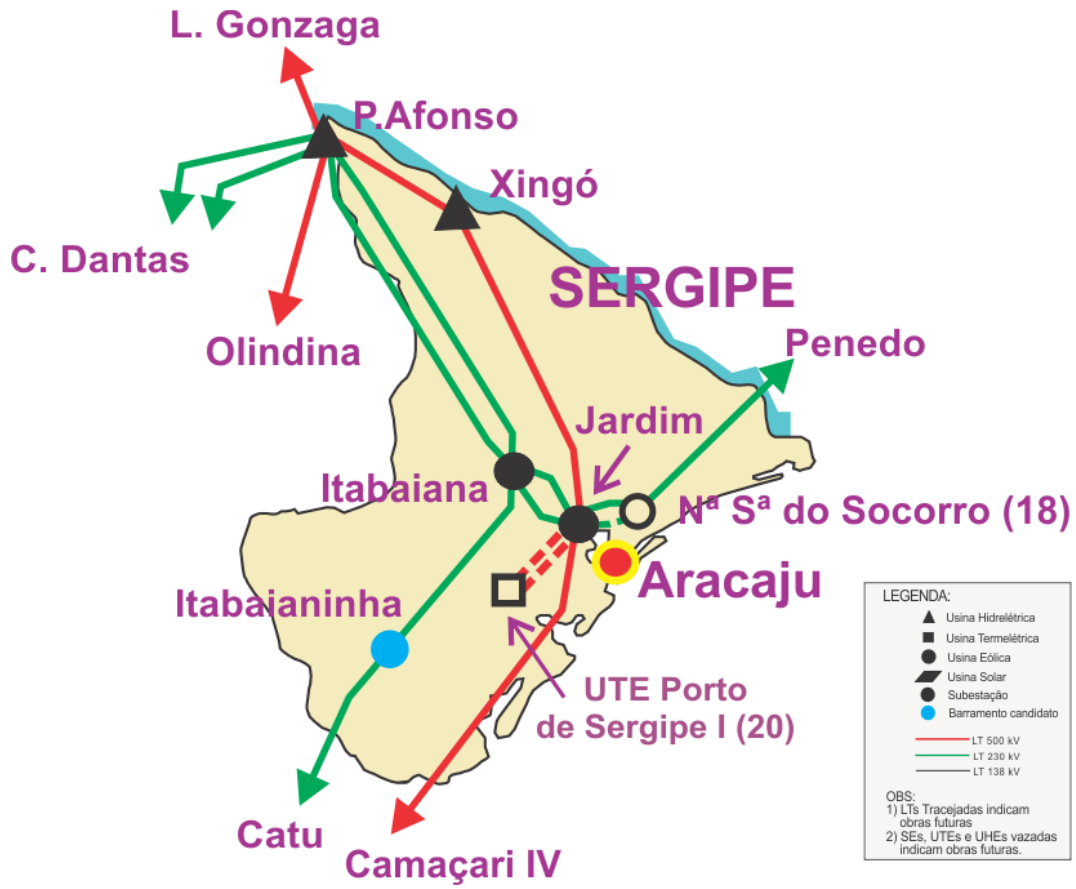 L. Gonzaga
P.Afonso
Xingó
C. Dantas
SERGIPE
Olindina
Penedo
Jardim
Itabaiana
Nª Sª do Socorro (18)
Aracaju
Itabaianinha
UTE Porto
de Sergipe I (20)
Catu
Camaçari IV
LEGENDA:
Usina Hidrelétrica
Usina Termelétrica
Usina Eólica
Usina Solar
Subestação
Barramento candidato
LT 500 kV
LT 230 kV
LT 138 kV
OBS:
1) LTs Tracejadas indicam
obras futuras
2) SEs, UTEs e UHEs vazadas
indicam obras futuras.